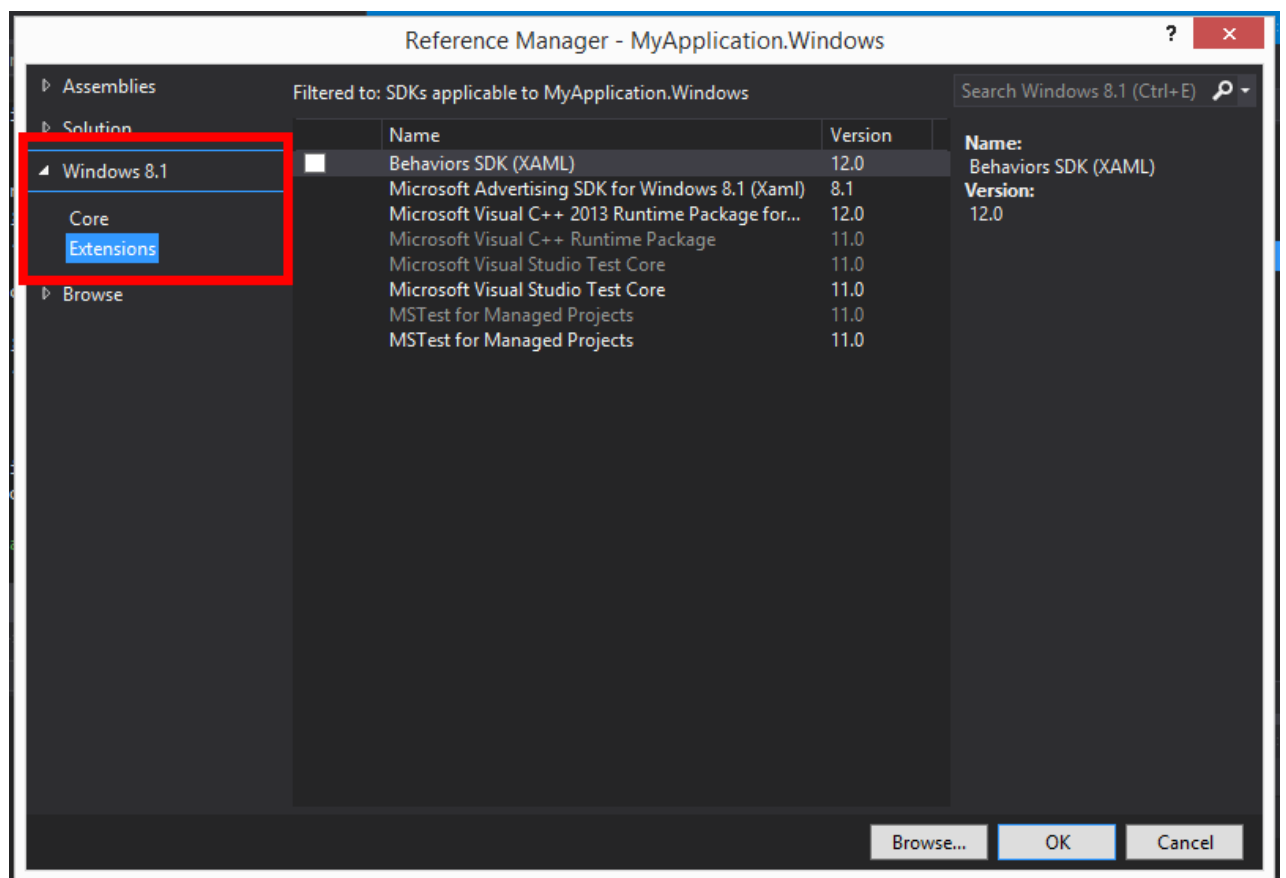 Reference Manager - MyApplication.Windows
?
Assemblies
Filtered to: SDKs applicable to MyApplication.Windows
Search Windows 8.1 (Ctrl+E)
Solution
Windows 8.1
Core
Extensions
Browse
Name Version
Behaviors SDK (XAML) 12.0
Microsoft Advertising SDK for Windows 8.1 (Xaml) 8.1
Microsoft Visual C++ 2013 Runtime Package for... 12.0
Microsoft Visual C++ Runtime Package 11.0
Microsoft Visual Studio Test Core 11.0
Microsoft Visual Studio Test Core 11.0
MSTest for Managed Projects 11.0
MSTest for Managed Projects 11.0
Name:
Behaviors SDK (XAML)
Version:
12.0
Browse... OK Cancel